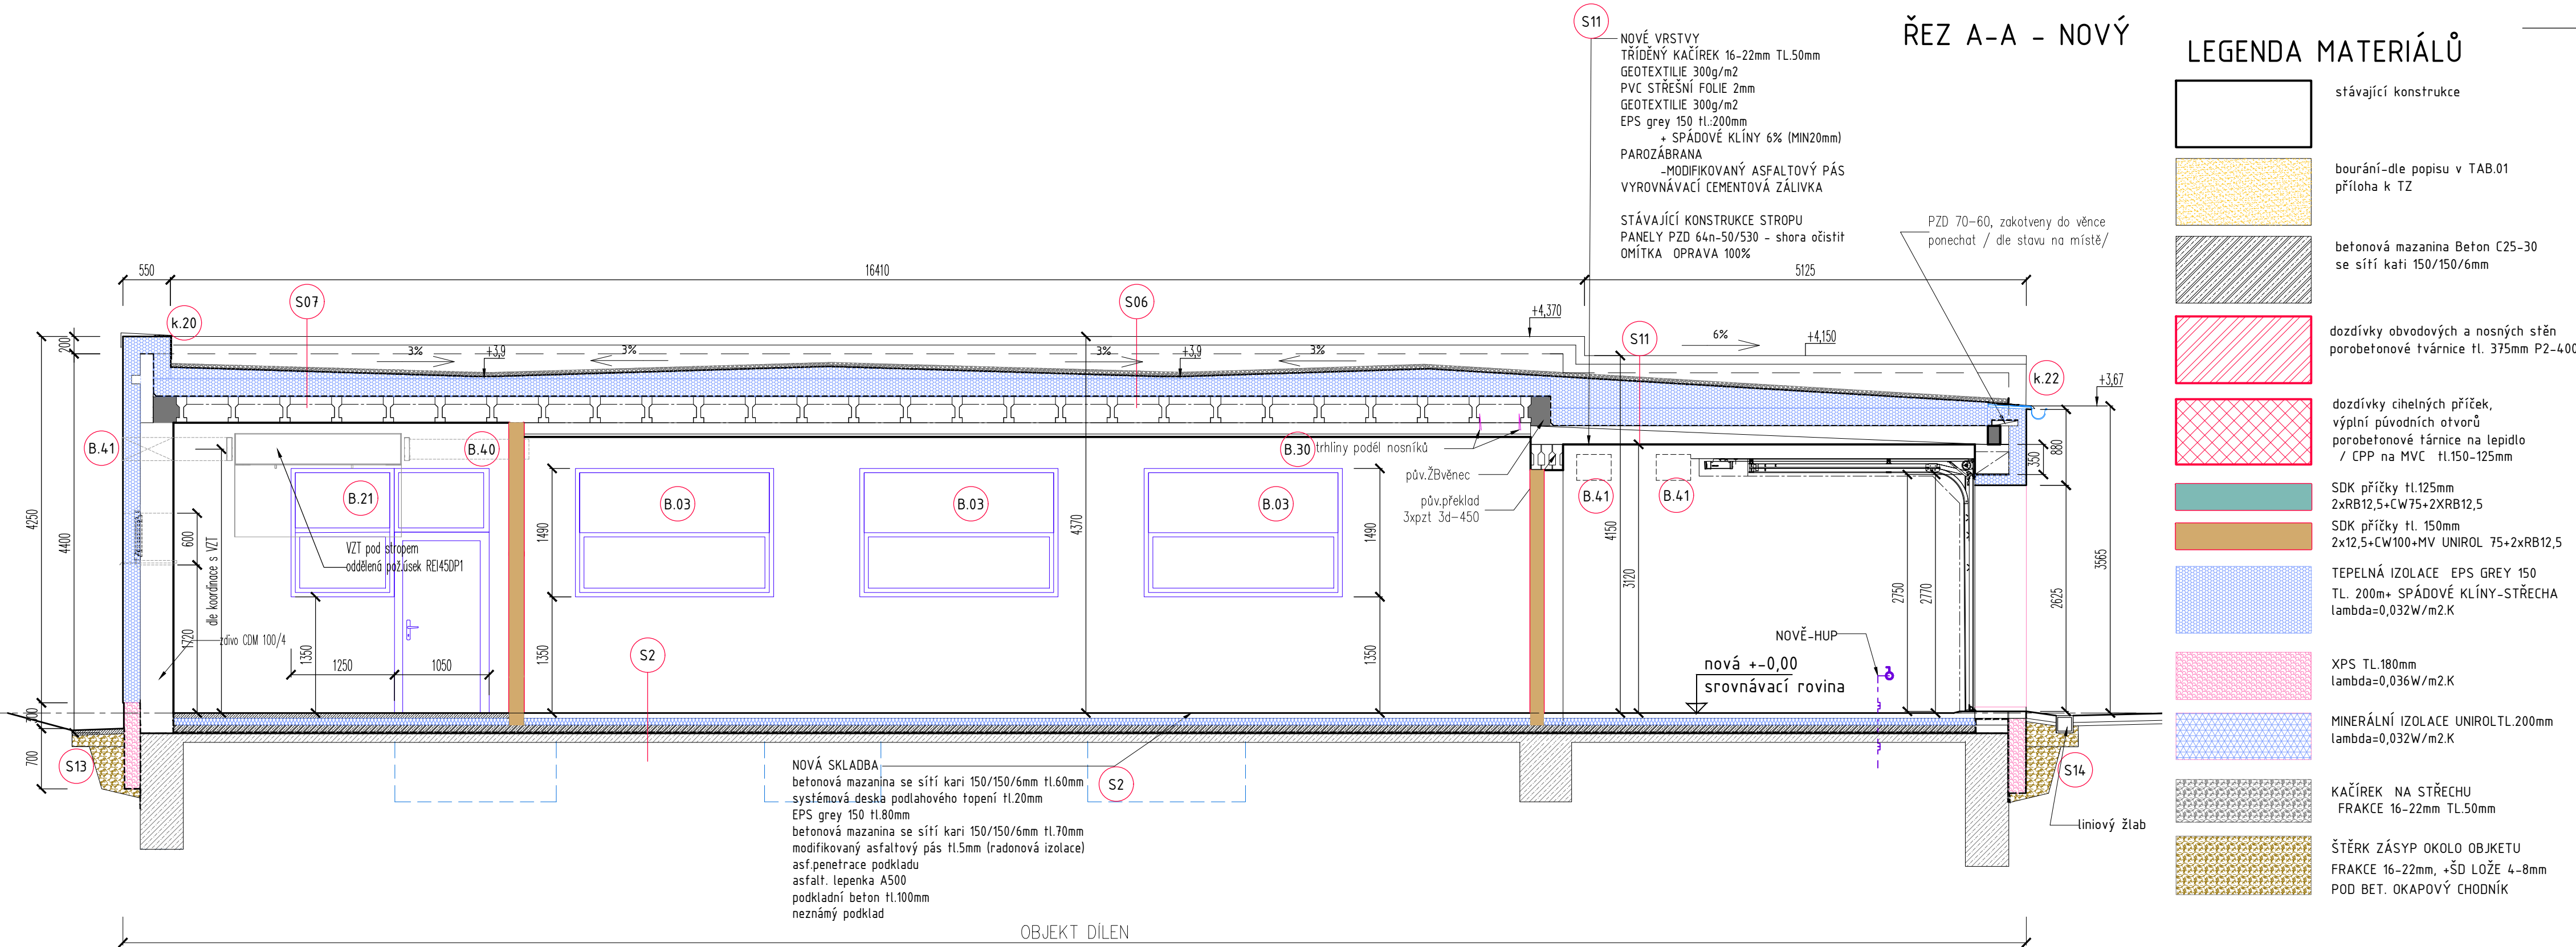 ŘEZ A-A - NOVÝ
S11
NOVÉ VRSTVY
TŘÍDĚNÝ KAČÍREK 16-22mm TL.50mm
GEOTEXTILIE 300g/m2
PVC STŘEŠNÍ FOLIE 2mm
GEOTEXTILIE 300g/m2
EPS grey 150 tl.:200mm
+ SPÁDOVÉ KLÍNY 6% (MIN20mm)
PAROZÁBRANA
-MODIFIKOVANÝ ASFALTOVÝ PÁS
VYROVNÁVACÍ CEMENTOVÁ ZÁLIVKA
STÁVAJÍCÍ KONSTRUKCE STROPU
PANELY PZD 64n-50/530 - shora očistit
OMÍTKA OPRAVA 100%
PZD 70-60, zakotveny do věnce
ponechat / dle stavu na místě/
550
16410
5125
S07
S06
k.20
+4,370
S11
6%
+4,150
200
3%
+3,9
3%
3%
+3,9
3%
k.22
+3,67
B.41
B.40
B.30
trhliny podél nosníků
pův.ŽBvěnec
pův.překlad
3xpzt 3d-450
B.41
B.41
350
880
B.21
B.03
B.03
B.03
4250
4400
600
dle koordinace s VZT
VZT pod stropem
oddělená pož.úsek REI45DP1
1490
4370
1490
4150
3120
2750
2770
2625
3565
1720
zdivo CDM 100/4
1350
1250
1050
1350
S2
1350
NOVĚ-HUP
nová +-0,00
srovnávací rovina
300
700
S13
NOVÁ SKLADBA
betonová mazanina se sítí kari 150/150/6mm tl.60mm
systémová deska podlahového topení tl.20mm
EPS grey 150 tl.80mm
betonová mazanina se sítí kari 150/150/6mm tl.70mm
modifikovaný asfaltový pás tl.5mm (radonová izolace)
asf.penetrace podkladu
asfalt. lepenka A500
podkladní beton tl.100mm
neznámý podklad
S2
S14
liniový žlab
OBJEKT DÍLEN
LEGENDA MATERIÁLŮ
stávající konstrukce
bourání-dle popisu v TAB.01
příloha k TZ
betonová mazanina Beton C25-30
se sítí kati 150/150/6mm
dozdívky obvodových a nosných stěn
porobetonové tvárnice tl. 375mm P2-400
dozdívky cihelných příček,
výplní původních otvorů
porobetonové tárnice na lepidlo
/ CPP na MVC tl.150-125mm
SDK příčky tl.125mm
2xRB12,5+CW75+2XRB12,5
SDK příčky tl. 150mm
2x12,5+CW100+MV UNIROL 75+2xRB12,5
TEPELNÁ IZOLACE EPS GREY 150
TL. 200m+ SPÁDOVÉ KLÍNY-STŘECHA
lambda=0,032W/m2.K
XPS TL.180mm
lambda=0,036W/m2.K
MINERÁLNÍ IZOLACE UNIROLTL.200mm
lambda=0,032W/m2.K
KAČÍREK NA STŘECHU
FRAKCE 16-22mm TL.50mm
ŠTĚRK ZÁSYP OKOLO OBJKETU
FRAKCE 16-22mm, +ŠD LOŽE 4-8mm
POD BET. OKAPOVÝ CHODNÍK